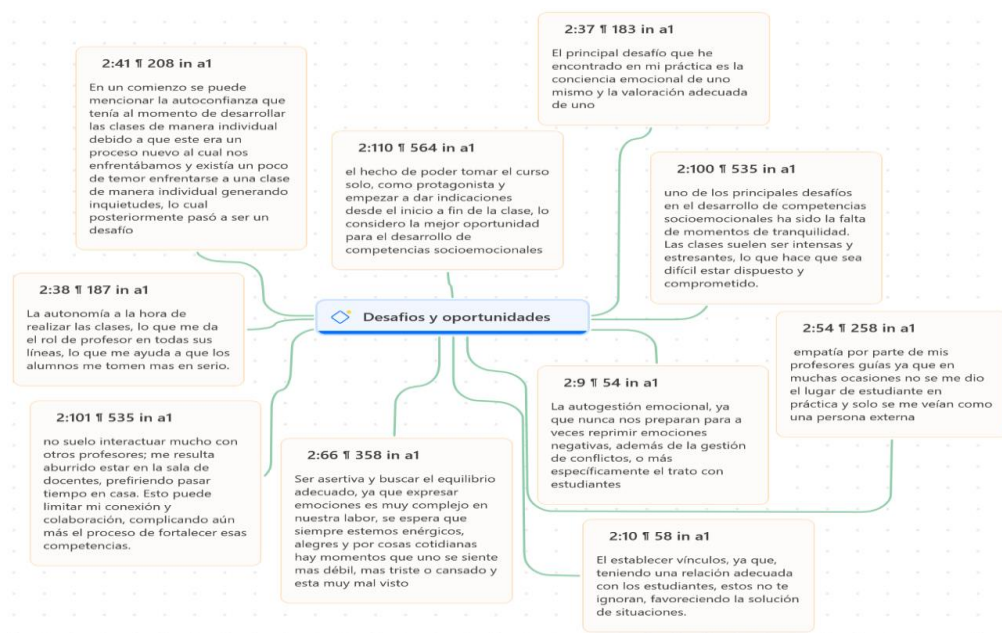 2:37 ¶ 183 in a1
El principal desafío que he
encontrado en mi práctica es la
conciencia emocional de uno
mismo y la valoración adecuada
de uno
2:41 ¶ 208 in a1
En un comienzo se puede
mencionar la autoconfianza que
tenía al momento de desarrollar
las clases de manera individual
debido a que este era un
proceso nuevo al cual nos
enfrentábamos y existía un poco
de temor enfrentarse a una clase
de manera individual generando
inquietudes, lo cual
posteriormente pasó a ser un
desafío
2:110 ¶ 564 in a1
el hecho de poder tomar el curso
solo, como protagonista y
empezar a dar indicaciones
desde el inicio a fin de la clase, lo
considero la mejor oportunidad
para el desarrollo de
competencias socioemocionales
2:100 ¶ 535 in a1
uno de los principales desafíos
en el desarrollo de competencias
socioemocionales ha sido la falta
de momentos de tranquilidad.
Las clases suelen ser intensas y
estresantes, lo que hace que sea
difícil estar dispuesto y
comprometido.
2:38 ¶ 187 in a1
La autonomía a la hora de
realizar las clases, lo que me da
el rol de profesor en todas sus
líneas, lo que me ayuda a que los
alumnos me tomen mas en serio.
Desafios y oportunidades
2:54 ¶ 258 in a1
empatía por parte de mis
profesores guías ya que en
muchas ocasiones no se me dio
el lugar de estudiante en
práctica y solo se me veían como
una persona externa
2:9 ¶ 54 in a1
La autogestión emocional, ya
que nunca nos preparan para a
veces reprimir emociones
negativas, además de la gestión
de conflictos, o más
específicamente el trato con
estudiantes
2:101 ¶ 535 in a1
no suelo interactuar mucho con
otros profesores; me resulta
aburrido estar en la sala de
docentes, prefiriendo pasar
tiempo en casa. Esto puede
limitar mi conexión y
colaboración, complicando aún
más el proceso de fortalecer esas
competencias.
2:66 ¶ 358 in a1
Ser asertiva y buscar el equilibrio
adecuado, ya que expresar
emociones es muy complejo en
nuestra labor, se espera que
siempre estemos enérgicos,
alegres y por cosas cotidianas
hay momentos que uno se siente
mas débil, mas triste o cansado y
esta muy mal visto
2:10 ¶ 58 in a1
El establecer vínculos, ya que,
teniendo una relación adecuada
con los estudiantes, estos no te
ignoran, favoreciendo la solución
de situaciones.